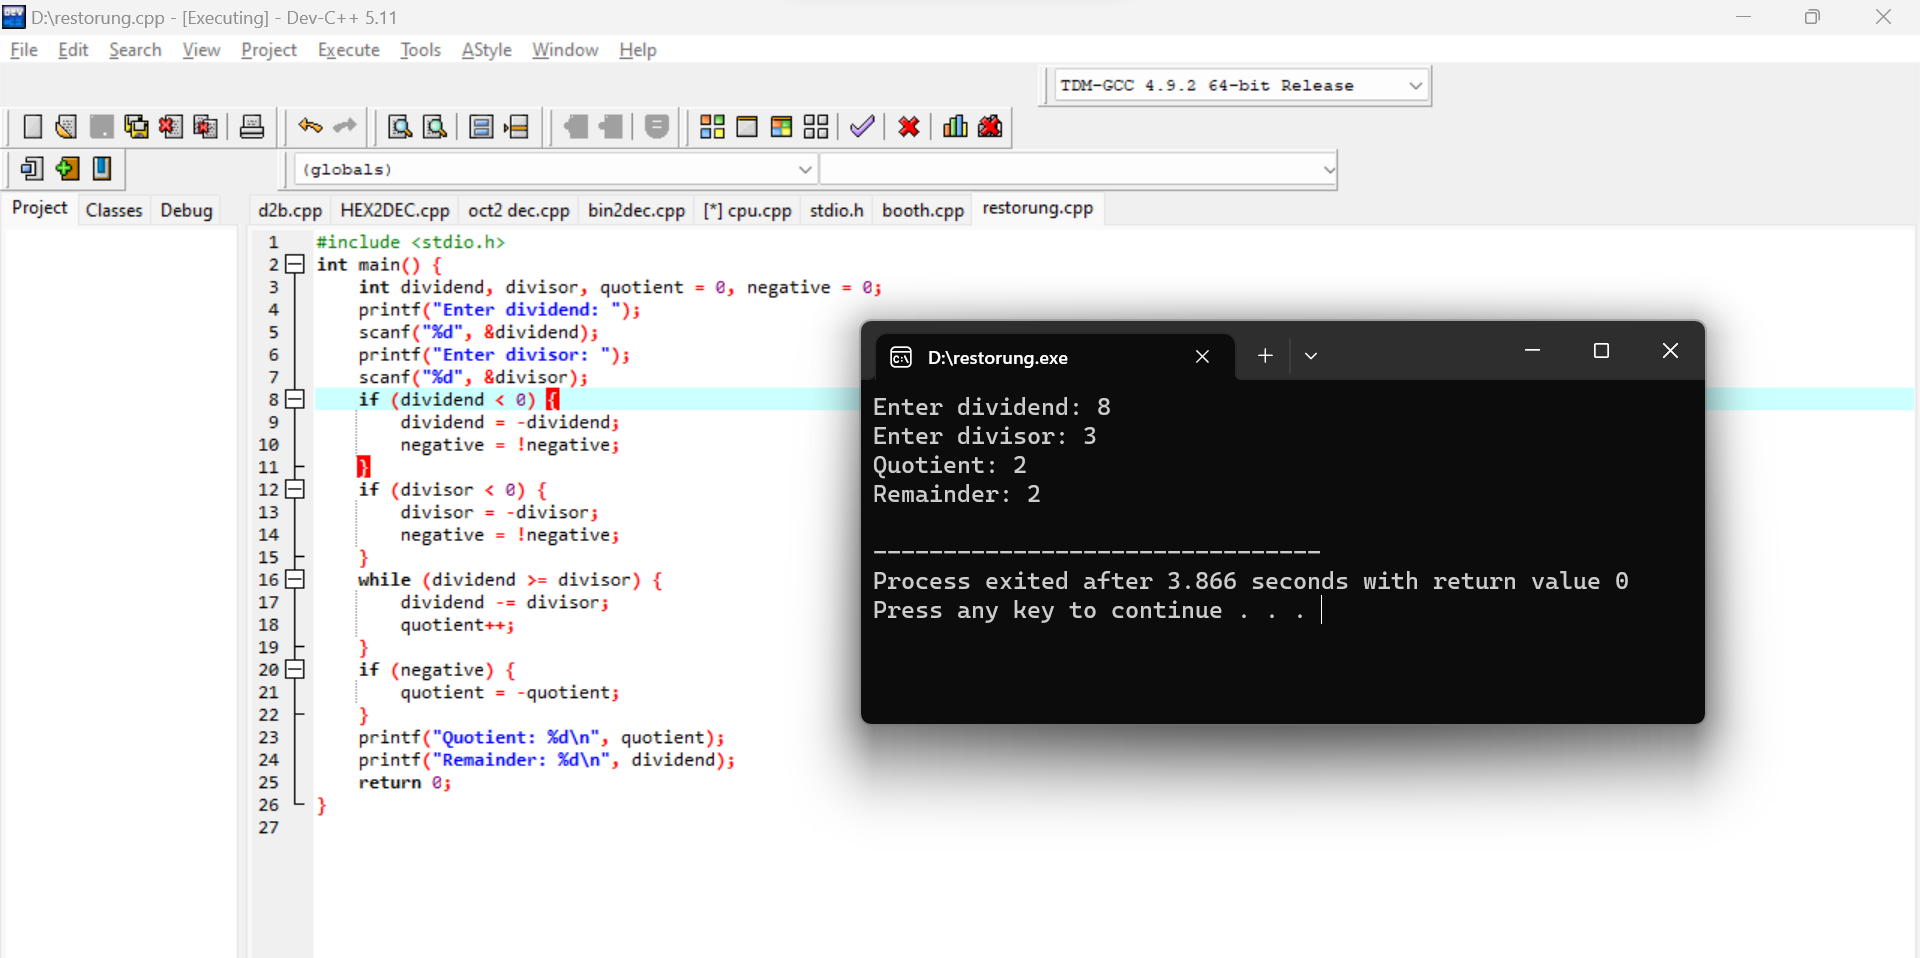 D:\restorung.cpp - [Executing] - Dev-C++ 5.11
File Edit Search View Project Execute Tools AStyle Window Help
TDM-GCC 4.9.2 64-bit Release
(globals)
Project Classes Debug
d2b.cpp HEX2DEC.cpp oct2 dec.cpp bin2dec.cpp [*] cpu.cpp stdio.h booth.cpp restorung.cpp
1 #include <stdio.h>
2 int main() {
3 int dividend, divisor, quotient = 0, negative = 0;
4 printf("Enter dividend: ");
5 scanf("%d", &dividend);
6 printf("Enter divisor: ");
7 scanf("%d", &divisor);
8 if (dividend < 0) {
9 dividend = -dividend;
10 negative = !negative;
11 }
12 if (divisor < 0) {
13 divisor = -divisor;
14 negative = !negative;
15 }
16 while (dividend >= divisor) {
17 dividend -= divisor;
18 quotient++;
19 }
20 if (negative) {
21 quotient = -quotient;
22 }
23 printf("Quotient: %d\n", quotient);
24 printf("Remainder: %d\n", dividend);
25 return 0;
26 }
27
D:\restorung.exe
Enter dividend: 8
Enter divisor: 3
Quotient: 2
Remainder: 2
--------------------------------
Process exited after 3.866 seconds with return value 0
Press any key to continue . . .